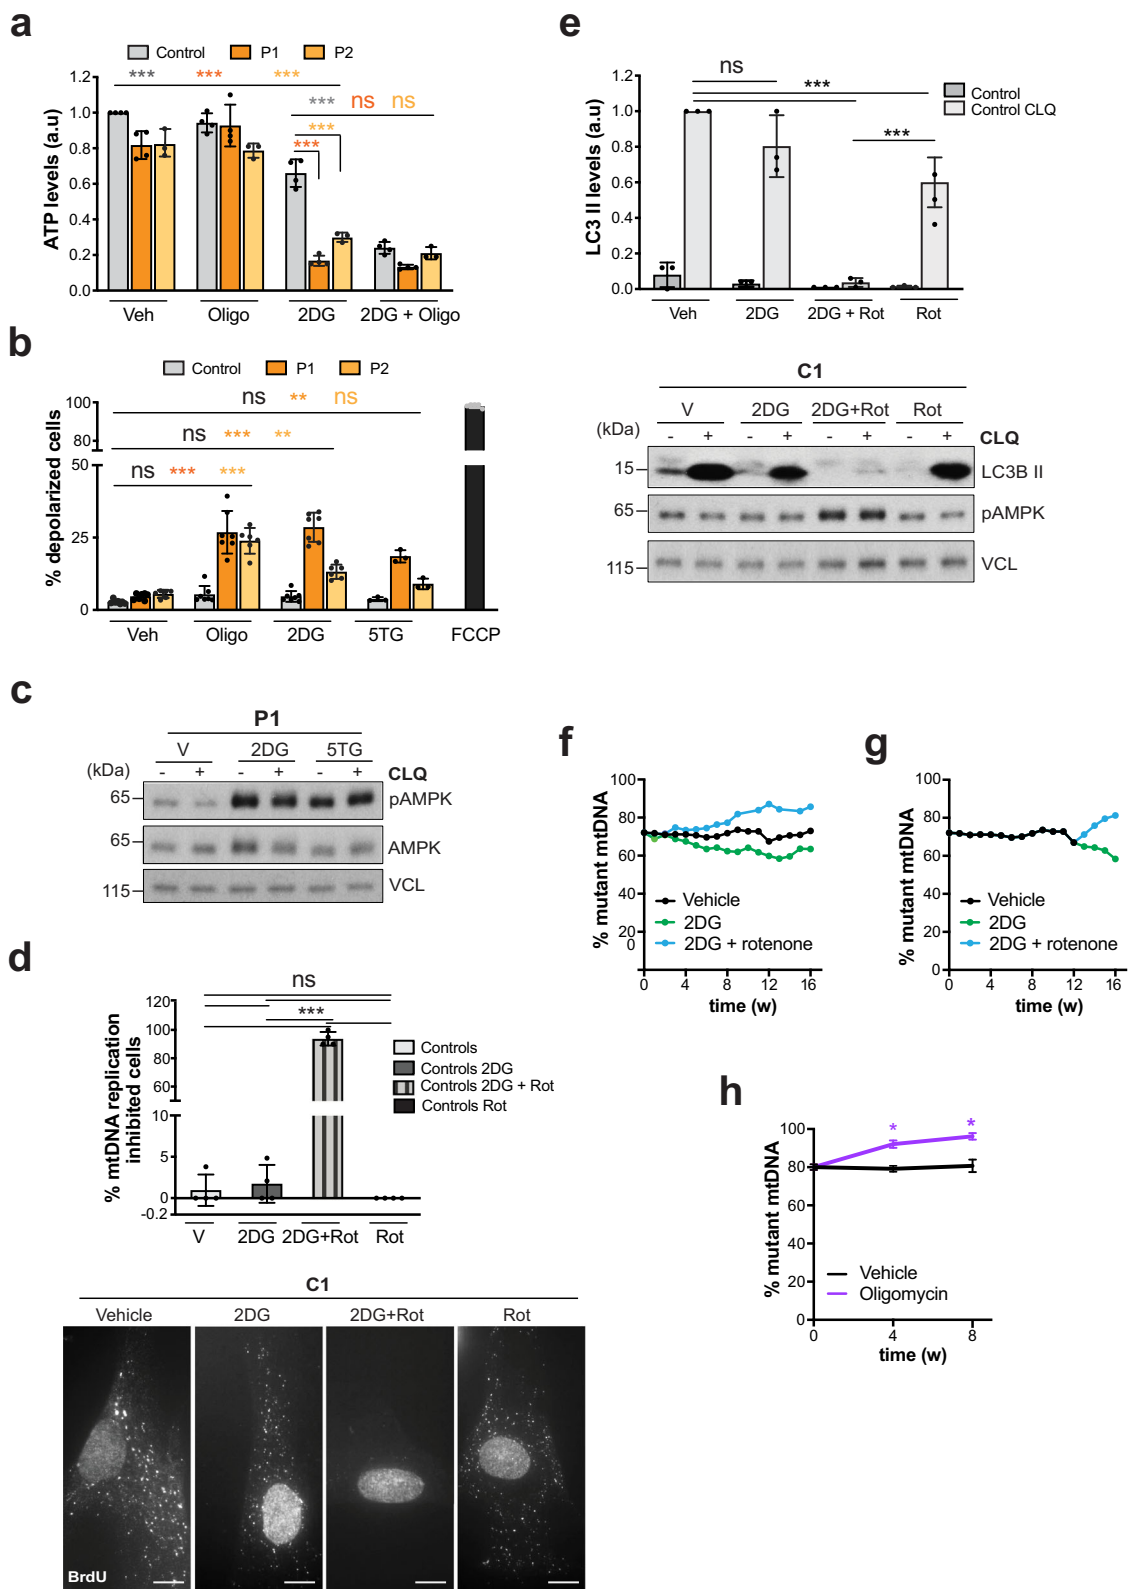 a
Control P1 P2
*** *** ***
*** ns ns
***
***
ATP levels (a.u)
1.2
1.0
0.8
0.6
0.4
0.2
0.0
Veh Oligo 2DG 2DG + Oligo
b
Control P1 P2
ns ** ns
ns *** **
ns *** ***
% depolarized cells
100
80
50
25
0
Veh Oligo 2DG 5TG FCCP
c
P1
V 2DG 5TG
(kDa) - + - + - + CLQ
65 pAMPK
65 AMPK
115 VCL
d
ns
***
% mtDNA replication
inhibited cells
120
100
80
60
10
5
0
-0.2
V 2DG 2DG+Rot Rot
Controls
Controls 2DG
Controls 2DG + Rot
Controls Rot
C1
Vehicle 2DG 2DG+Rot Rot
BrdU
e
ns
***
***
Control
Control CLQ
LC3 II levels (a.u)
1.2
1.0
0.8
0.6
0.4
0.2
0.0
Veh 2DG 2DG + Rot Rot
C1
V 2DG 2DG+Rot Rot
(kDa) - + - + - + - + CLQ
15 LC3B II
65 pAMPK
115 VCL
f
% mutant mtDNA
100
80
60
40
20
0
0 4 8 12 16
time (w)
Vehicle
2DG
2DG + rotenone
g
% mutant mtDNA
100
80
60
40
20
0
0 4 8 12 16
time (w)
Vehicle
2DG
2DG + rotenone
h
* *
% mutant mtDNA
100
80
60
40
20
0
0 4 8
time (w)
Vehicle
Oligomycin